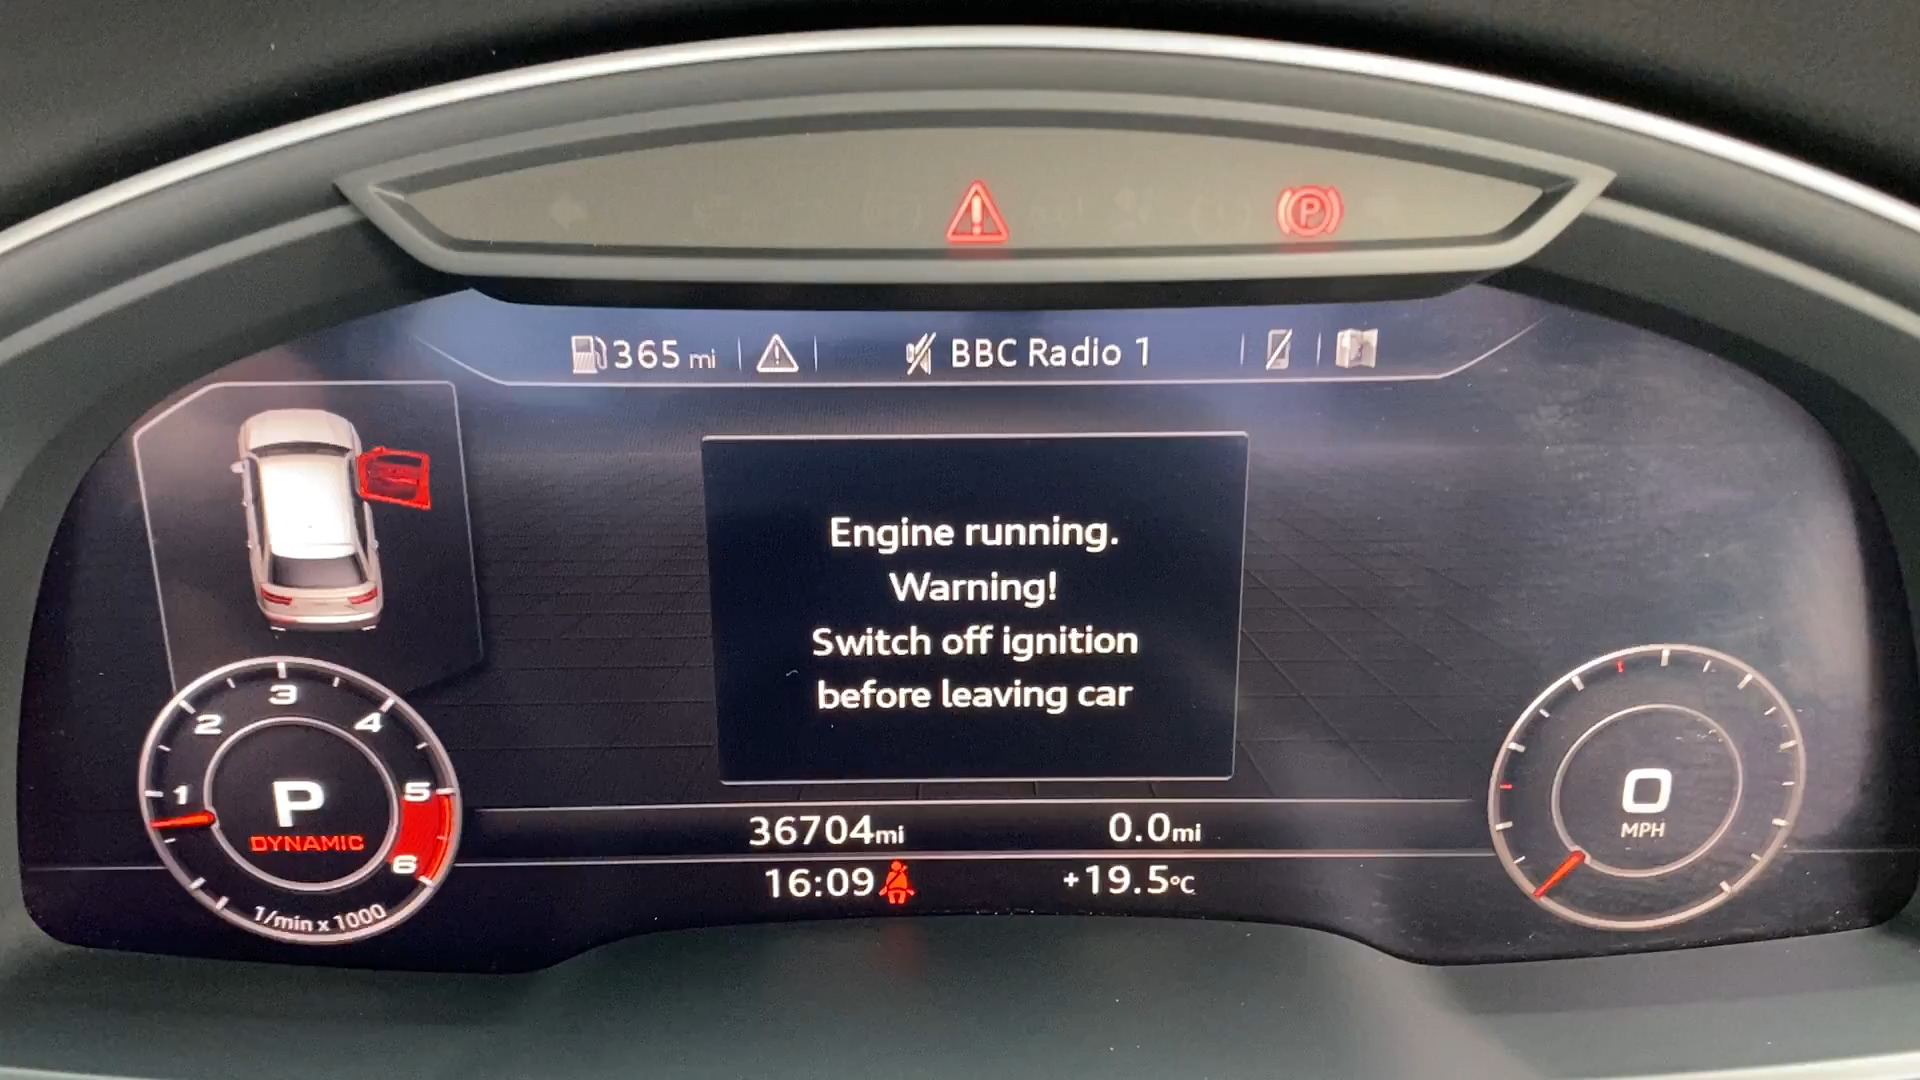 365 mi
BBC Radio 1
Engine running.
Warning!
Switch off ignition
before leaving car
1 2 3 4 5 6
P
DYNAMIC
1/min x 1000
0
MPH
36704mi 0.0mi
16:09 +19.5°C
P